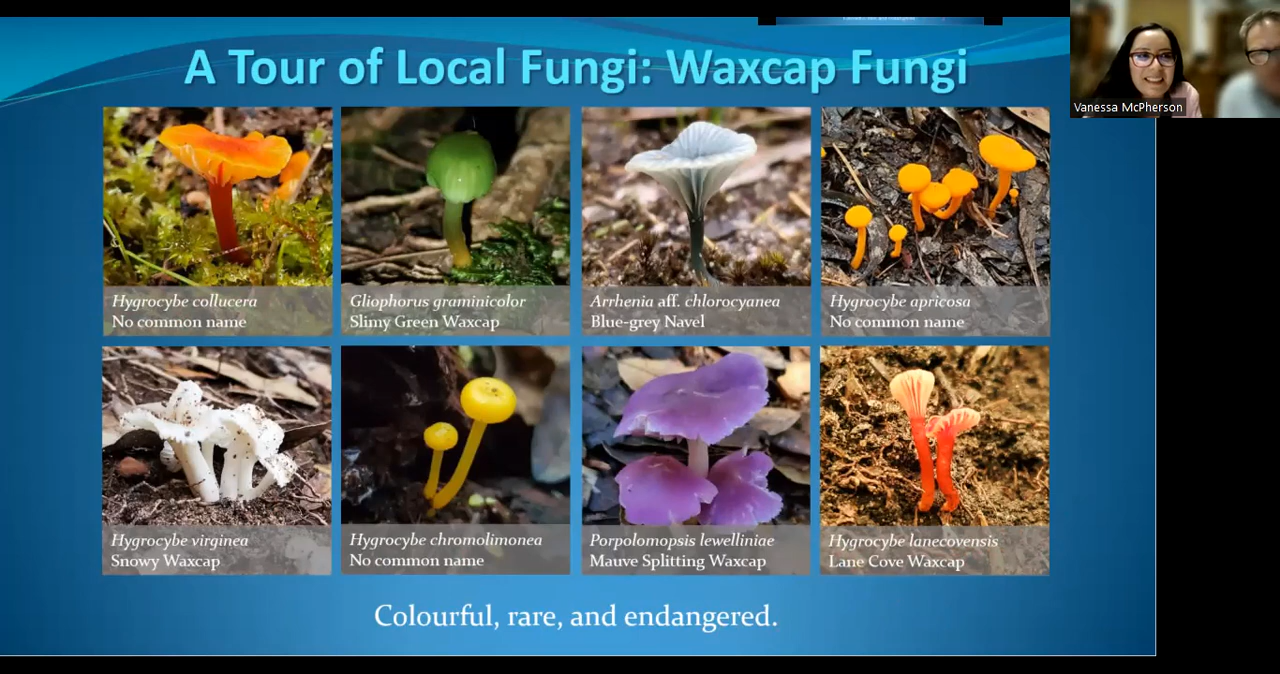 A Tour of Local Fungi: Waxcap Fungi
Vanessa McPherson
Hygrocybe collucera
No common name
Gliophorus graminicolor
Slimy Green Waxcap
Arrhenia aff. chlorocyanea
Blue-grey Navel
Hygrocybe apricosa
No common name
Hygrocybe virginea
Snowy Waxcap
Hygrocybe chromolimonea
No common name
Porpolomopsis lewelliniae
Mauve Splitting Waxcap
Hygrocybe lanecovensis
Lane Cove Waxcap
Colourful, rare, and endangered.